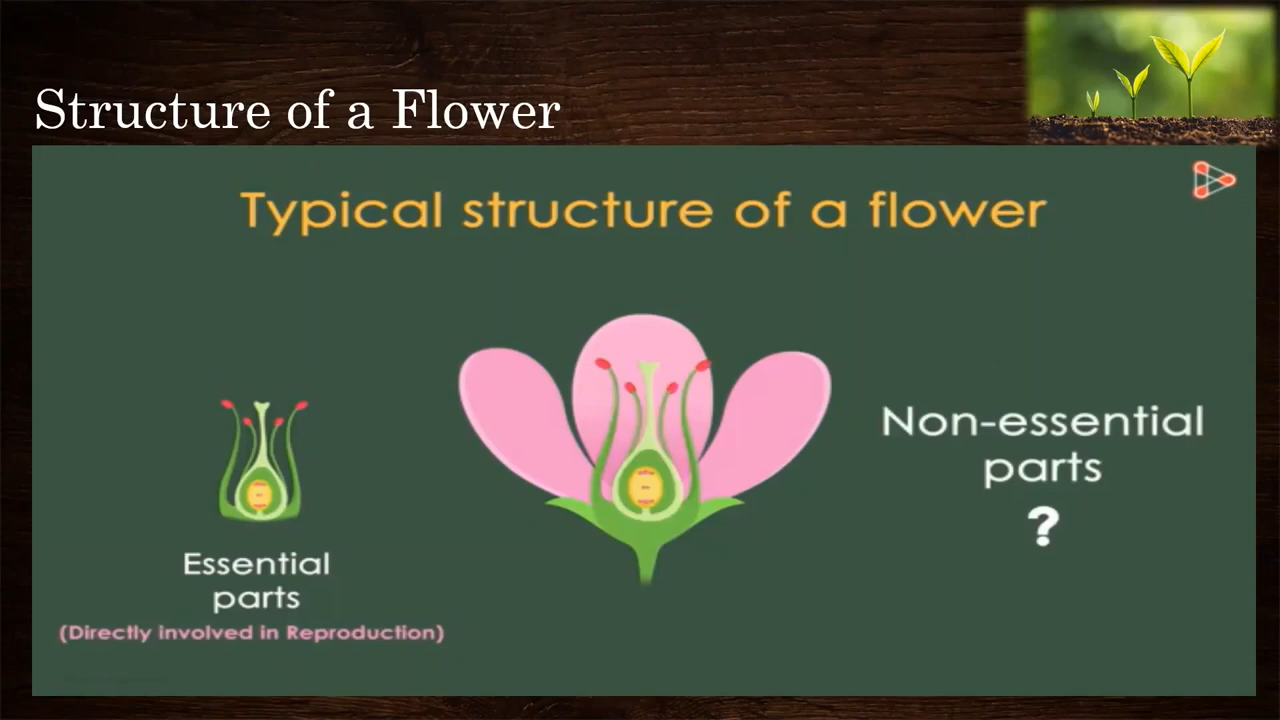 Structure of a Flower
Typical structure of a flower
Non-essential
parts
?
Essential
parts
(Directly involved in Reproduction)